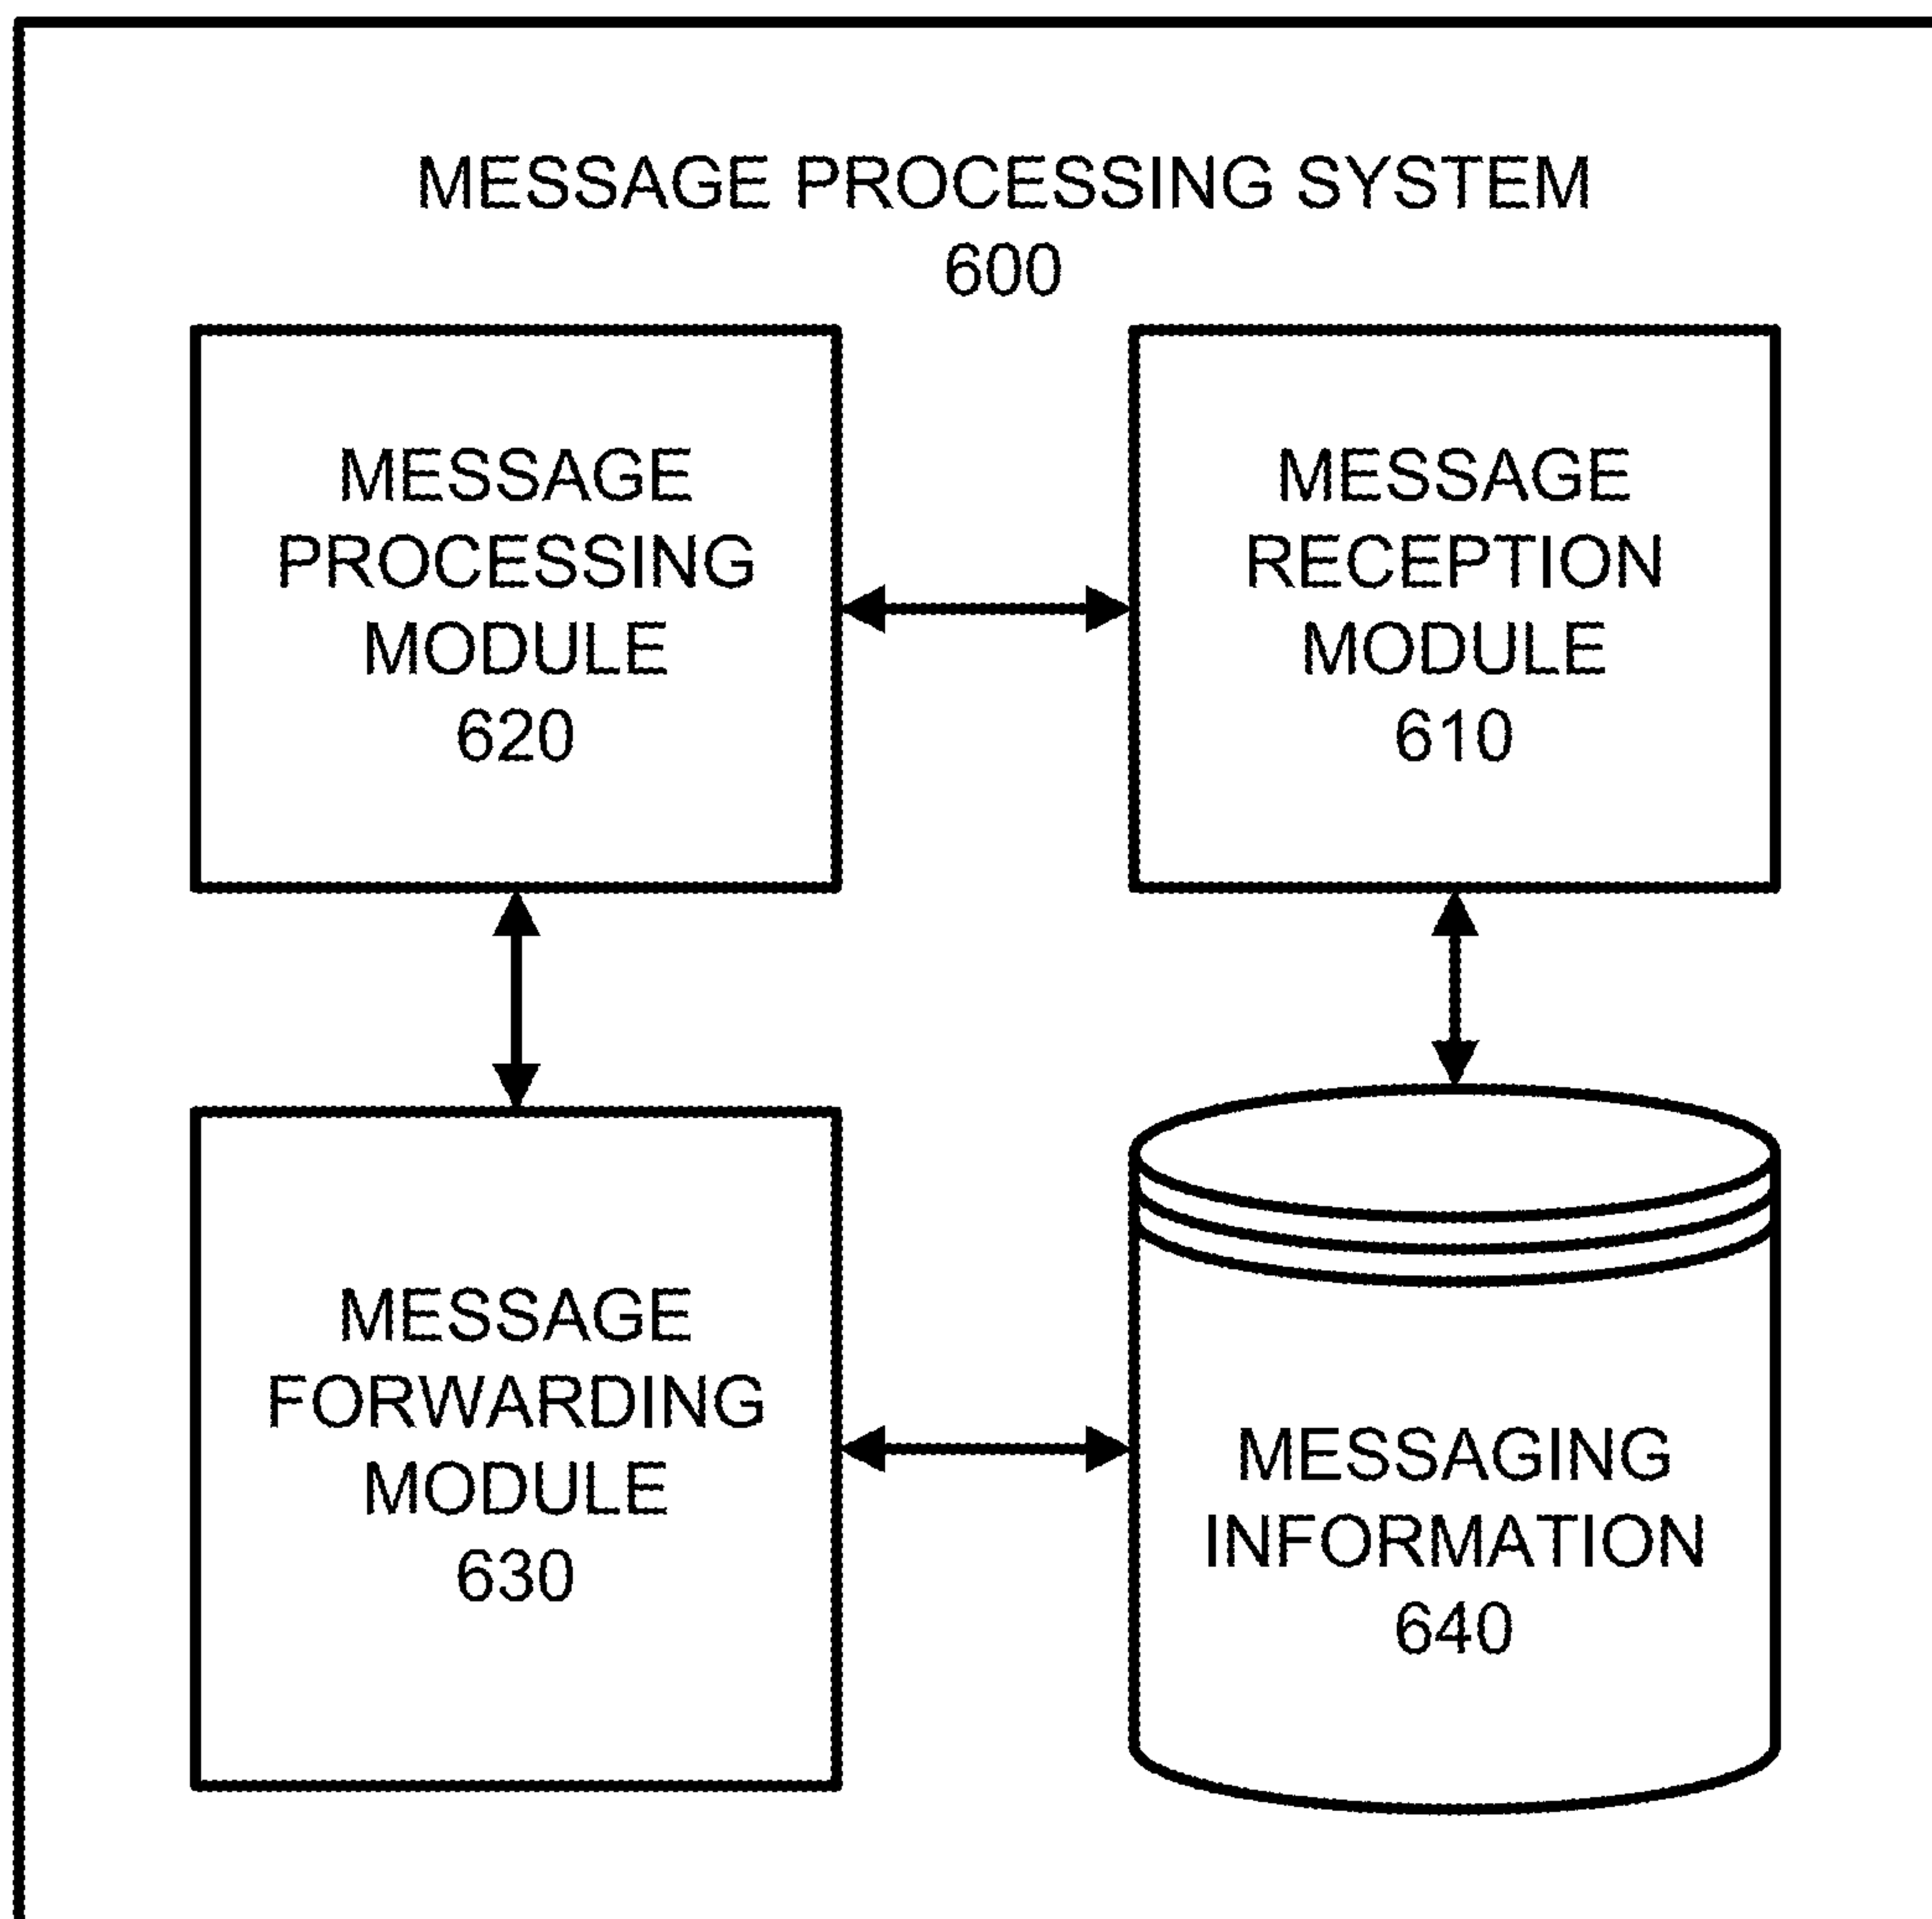 MESSAGE PROCESSING SYSTEM
600
MESSAGE
PROCESSING
MODULE
620
MESSAGE
RECEPTION
MODULE
610
MESSAGE
FORWARDING
MODULE
630
MESSAGING
INFORMATION
640